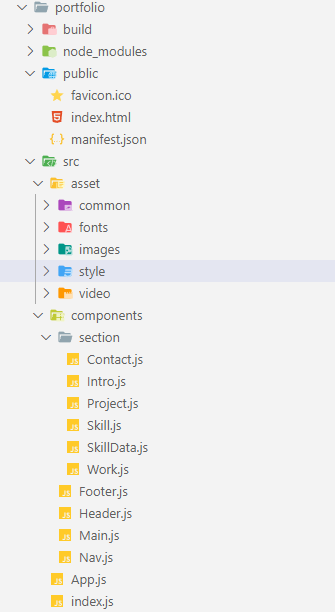 portfolio
build
node_modules
public
favicon.ico
index.html
manifest.json
src
asset
common
fonts
images
style
video
components
section
Contact.js
Intro.js
Project.js
Skill.js
SkillData.js
Work.js
Footer.js
Header.js
Main.js
Nav.js
App.js
index.js